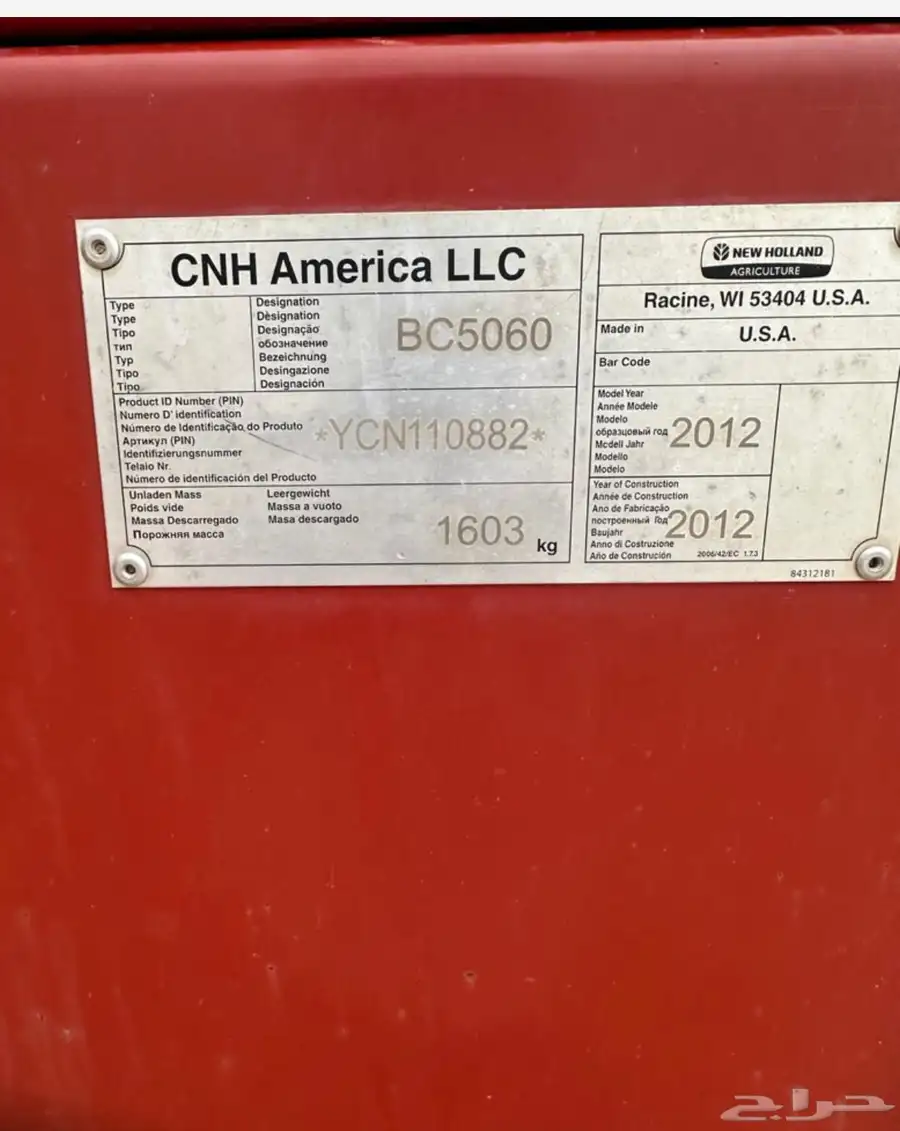 CNH America LLC
Type
Type
Tipo
тип
Typ
Tipo
Tipo
Designation
Dèsignation
Designação
обозначение
Bezeichnung
Desingazione
Designación
BC5060
Product ID Number (PIN)
Numero D' identification
Número de Identificação do Produto
Артикул (PIN)
Identifizierungsnummer
Telaio Nr.
Número de identificación del Producto
*YCN110882*
Unladen Mass
Poids vide
Massa Descarregado
Порожняя масса
Leergewicht
Massa a vuoto
Masa descargado
1603 kg
NEW HOLLAND
AGRICULTURE
Racine, WI 53404 U.S.A.
Made in
U.S.A.
Bar Code
Model Year
Année Modele
Modelo
образцовый год
Modell Jahr
Modello
Modelo
2012
Year of Construction
Année de Construction
Ano de Fabricação
построенный Год
Baujahr
Anno di Costruzione
Año de Construción
2012
2006/42/EC 1.7.3
84312181
حراج